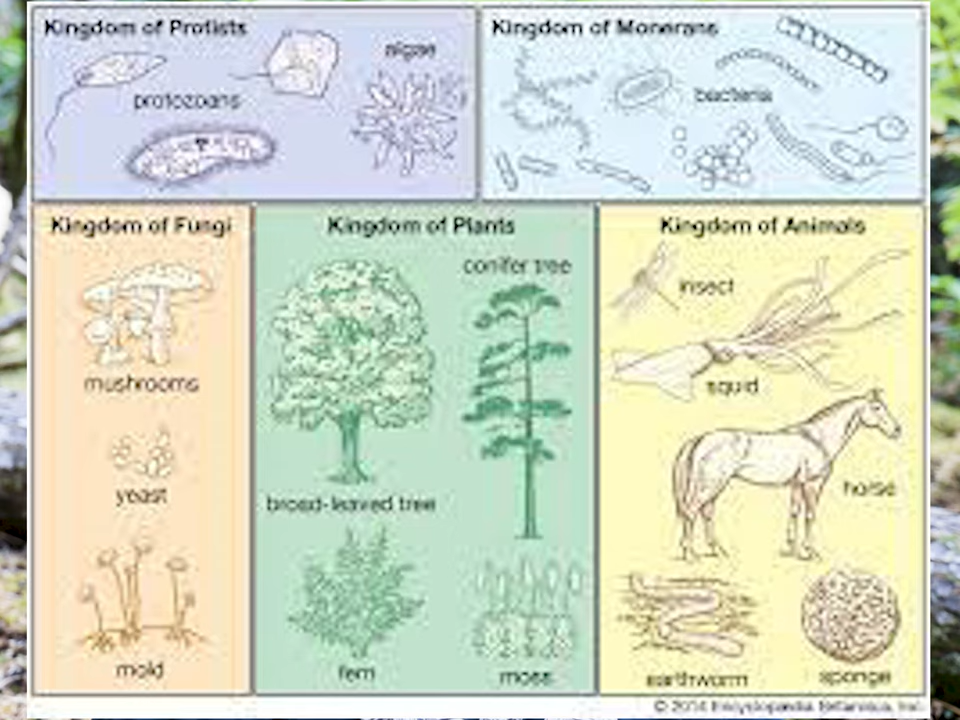 Kingdom of Protists
algae
protozoans
Kingdom of Monerans
bacteria
Kingdom of Fungi
mushrooms
yeast
mold
Kingdom of Plants
conifer tree
broad-leaved tree
fern
moss
Kingdom of Animals
insect
squid
horse
earthworm
sponge
© 2014 Encyclopædia Britannica, Inc.